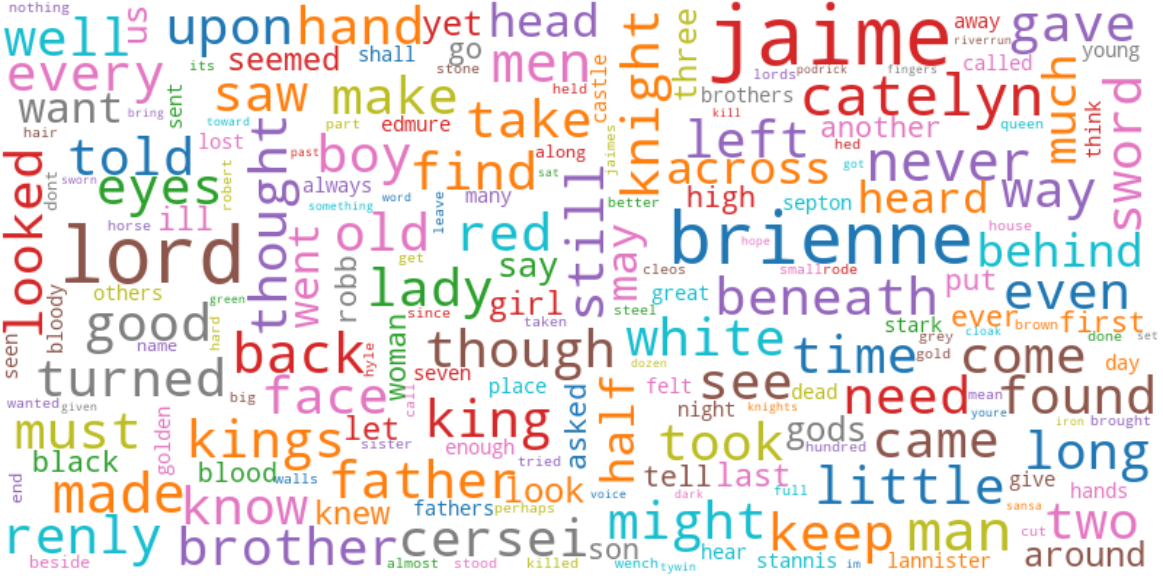 nothing
well
us
upon
hand
yet
head
jaime
away
gave
riverrun
young
every
its
seemed
shall
go
stone
men
knight
three
lords
podrick
fingers
called
want
sent
saw
make
held
castle
brothers
catelyn
much
sword
bring
hair
toward
part
edmure
take
kill
left
another
queen
think
told
lost
past
boy
find
along
jaimes
hed
got
never
looked
dont
sworn
eyes
robert
thought
always
sat
still
across
something
word
leave
many
better
high
septon
heard
way
horse
ill
lord
went
old
red
may
brienne
hope
house
behind
robb
get
say
cleos
small
rode
put
others
green
lady
girl
great
beneath
even
bloody
good
hard
since
taken
steel
stark
ever
brown
first
name
seen
back
hyle
woman
though
white
time
grey
cloak
done
set
turned
face
seven
place
dozen
gold
come
day
big
call
felt
see
dead
need
mean
found
wanted
given
golden
king
asked
half
night
knights
youre
iron
brought
must
kings
let
sister
enough
took
gods
hundred
came
long
black
blood
walls
father
tried
tell
last
little
give
end
made
know
look
voice
dark
full
hands
knew
fathers
perhaps
sansa
renly
brother
cersei
son
might
keep
man
cut
two
hear
around
beside
almost
stood
killed
wench
tywin
stannis
im
lannister